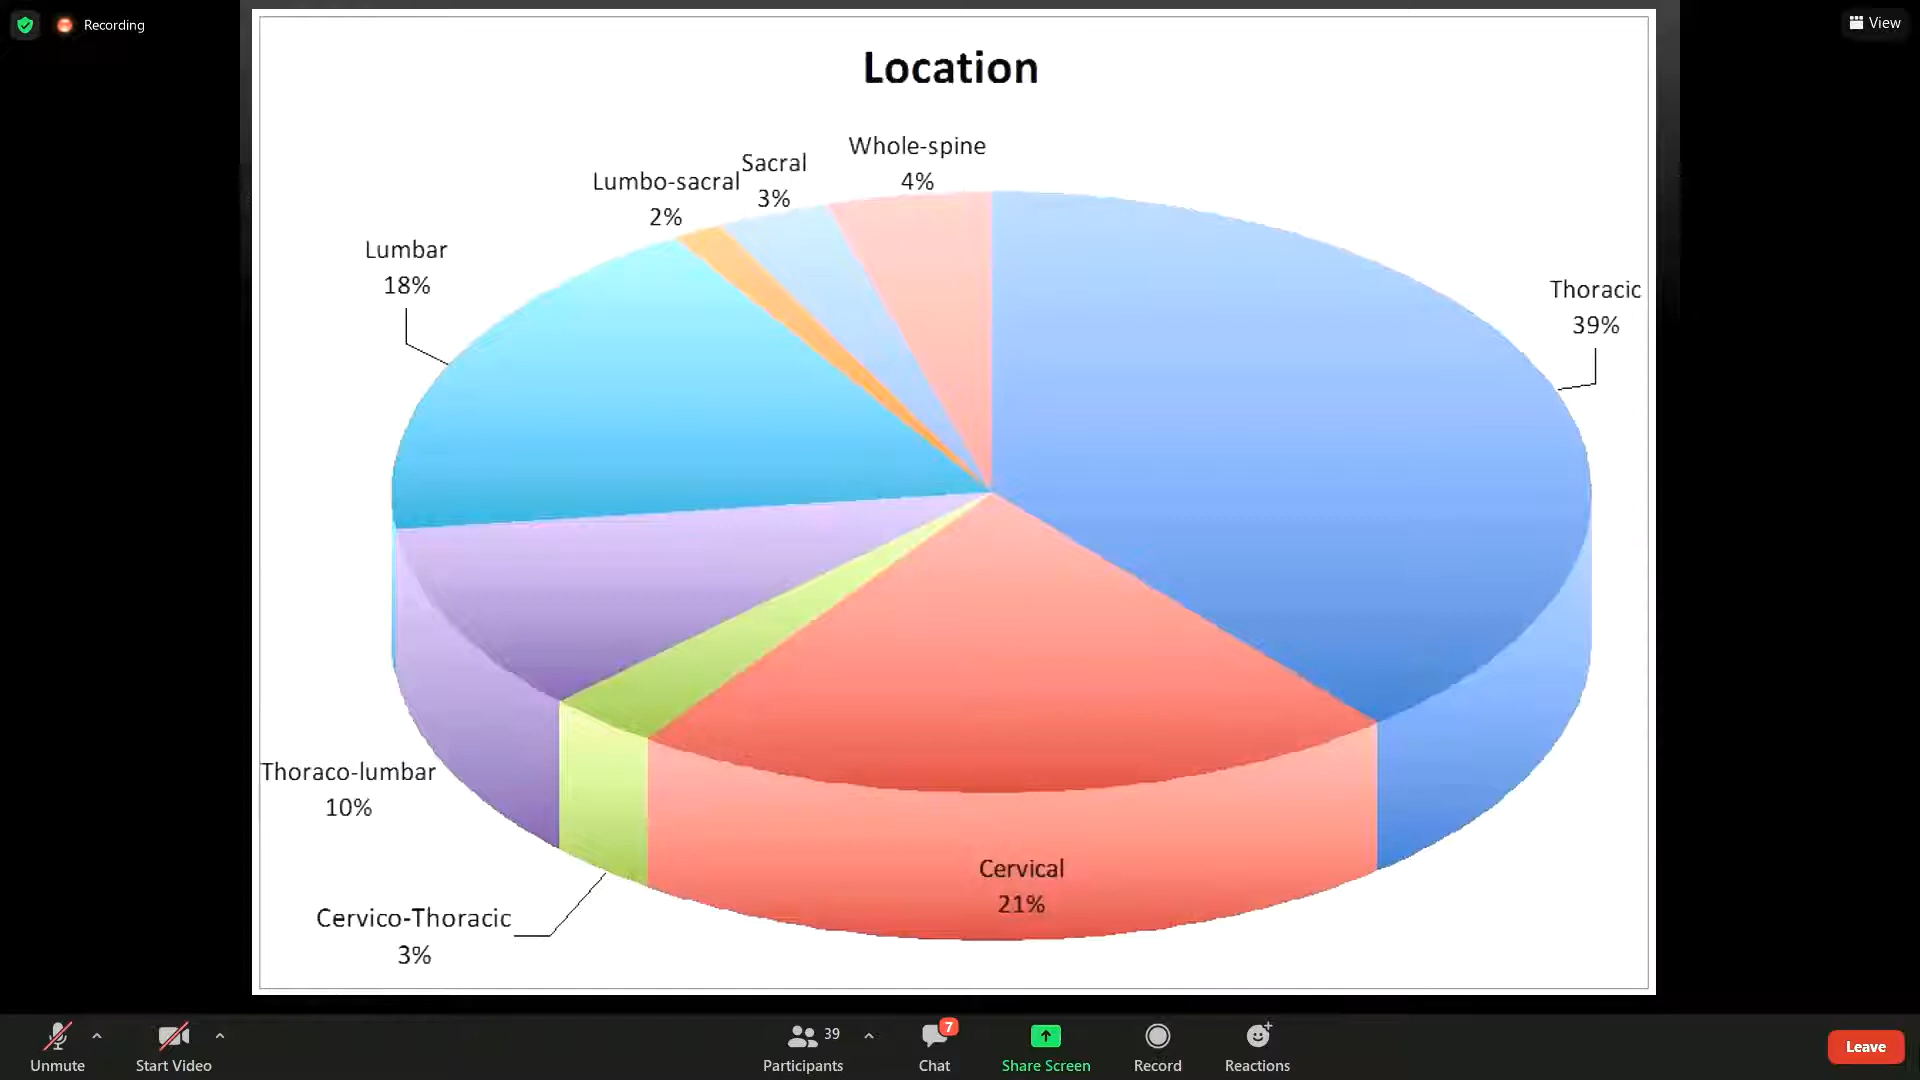 Recording
View
Location
Whole-spine
4%
Sacral
3%
Lumbo-sacral
2%
Lumbar
18%
Thoracic
39%
Thoraco-lumbar
10%
Cervical
21%
Cervico-Thoracic
3%
Unmute
Start Video
39
Participants
7
Chat
Share Screen
Record
Reactions
Leave